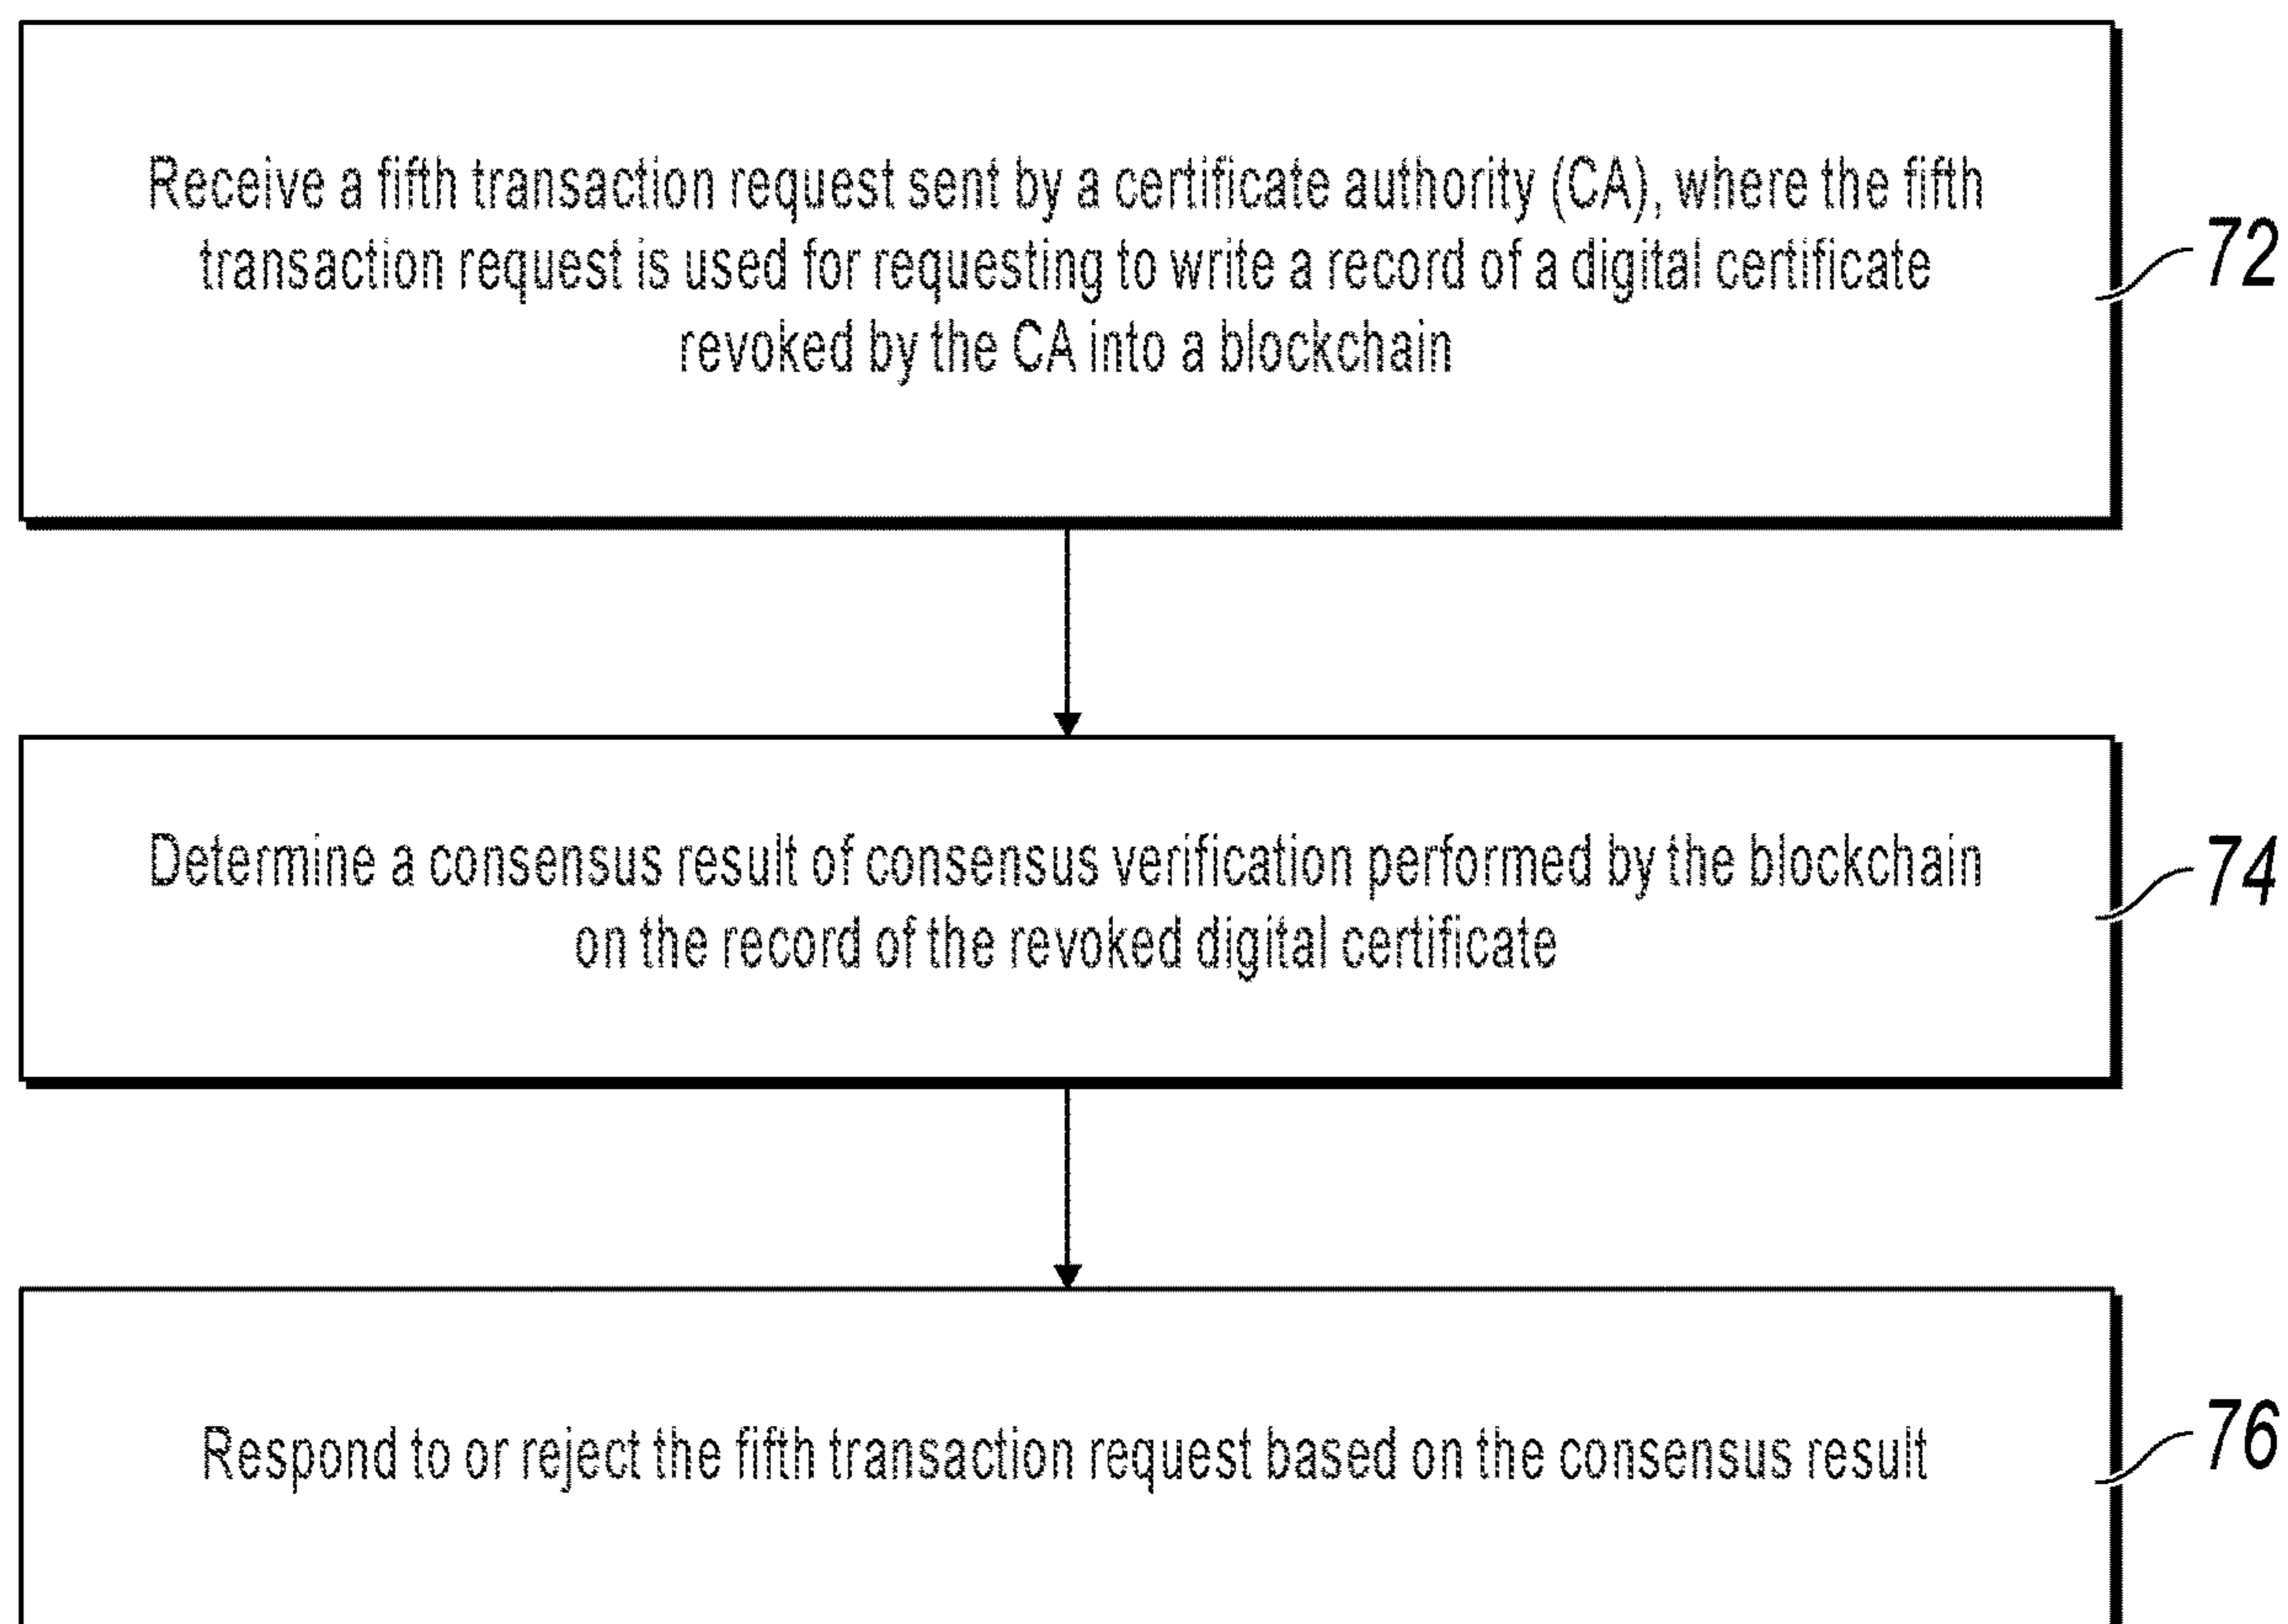 Receive a fifth transaction request sent by a certificate authority (CA), where the fifth
transaction request is used for requesting to write a record of a digital certificate
revoked by the CA into a blockchain
72
Determine a consensus result of consensus verification performed by the blockchain
on the record of the revoked digital certificate
74
Respond to or reject the fifth transaction request based on the consensus result
76